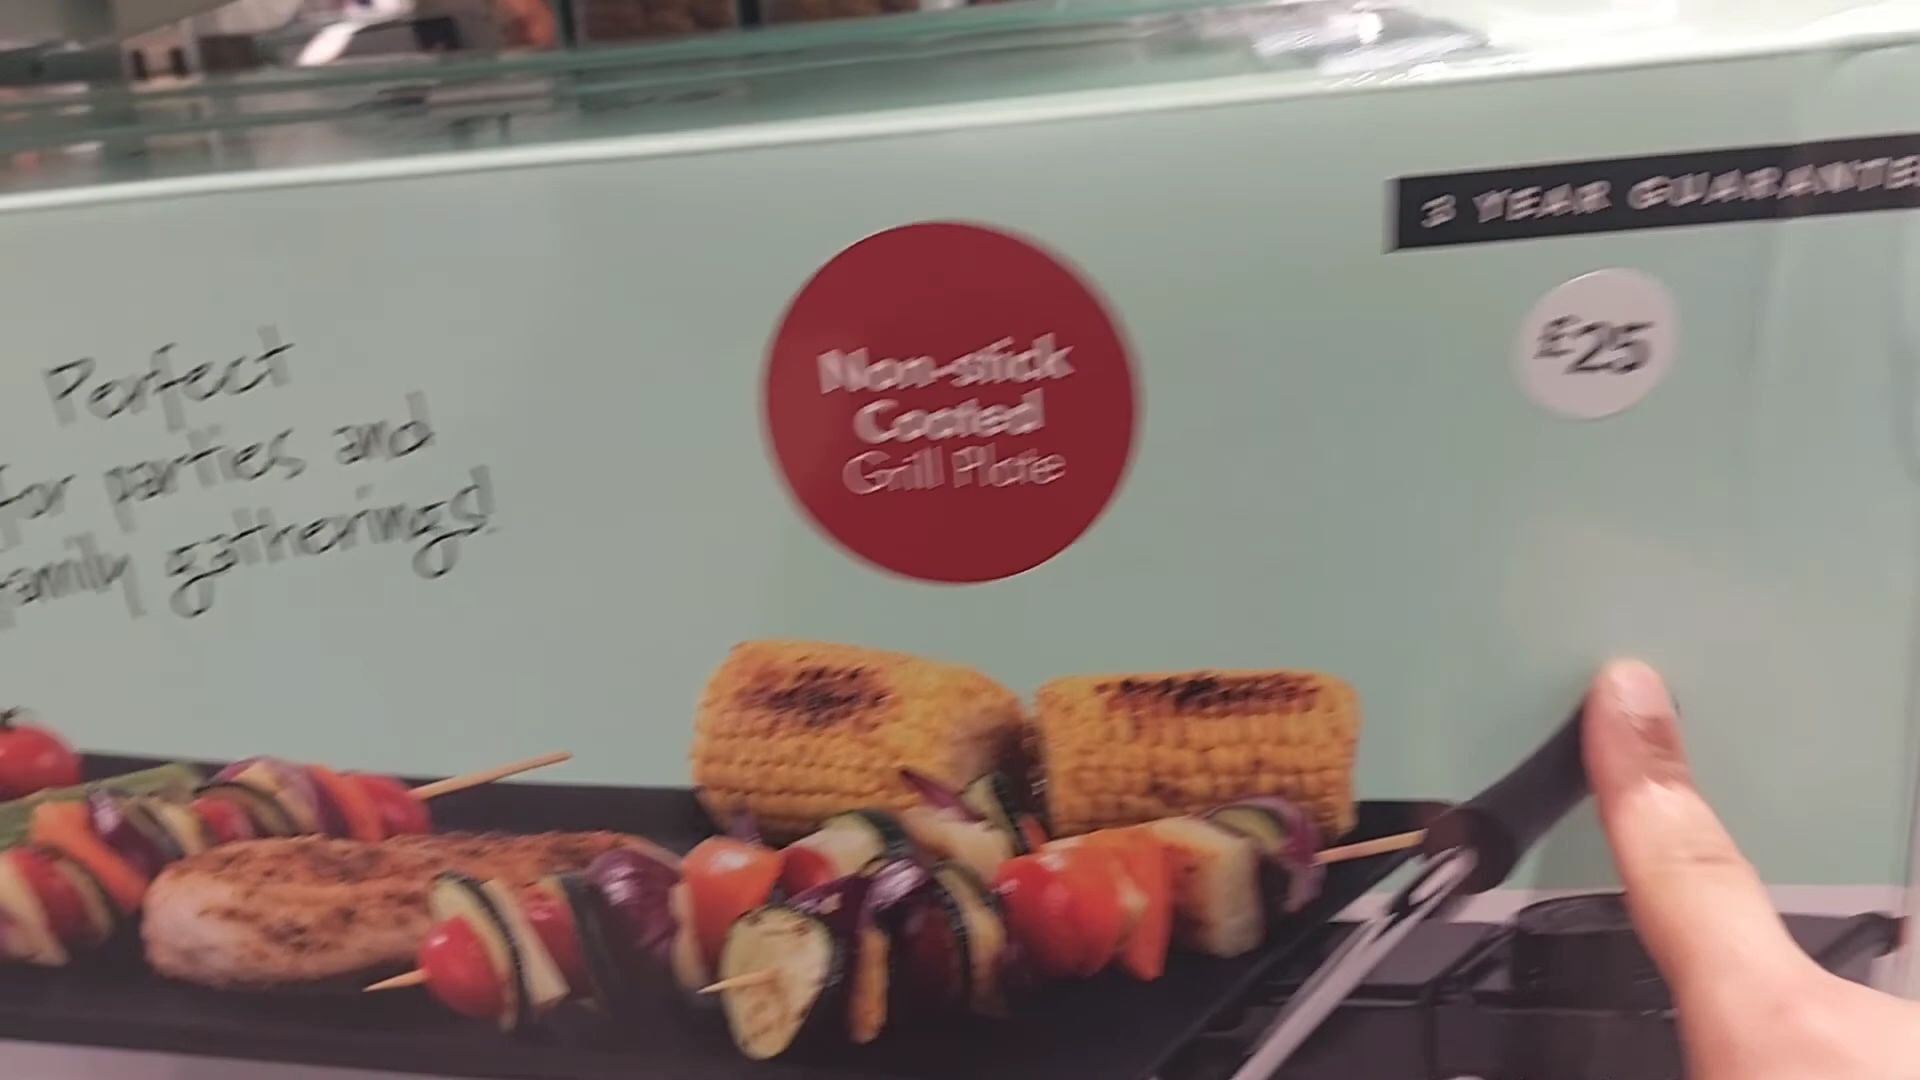 Perfect
for parties and
family gatherings!
Non-stick
Coated
Grill Plate
3 YEAR GUARANTEE
£25